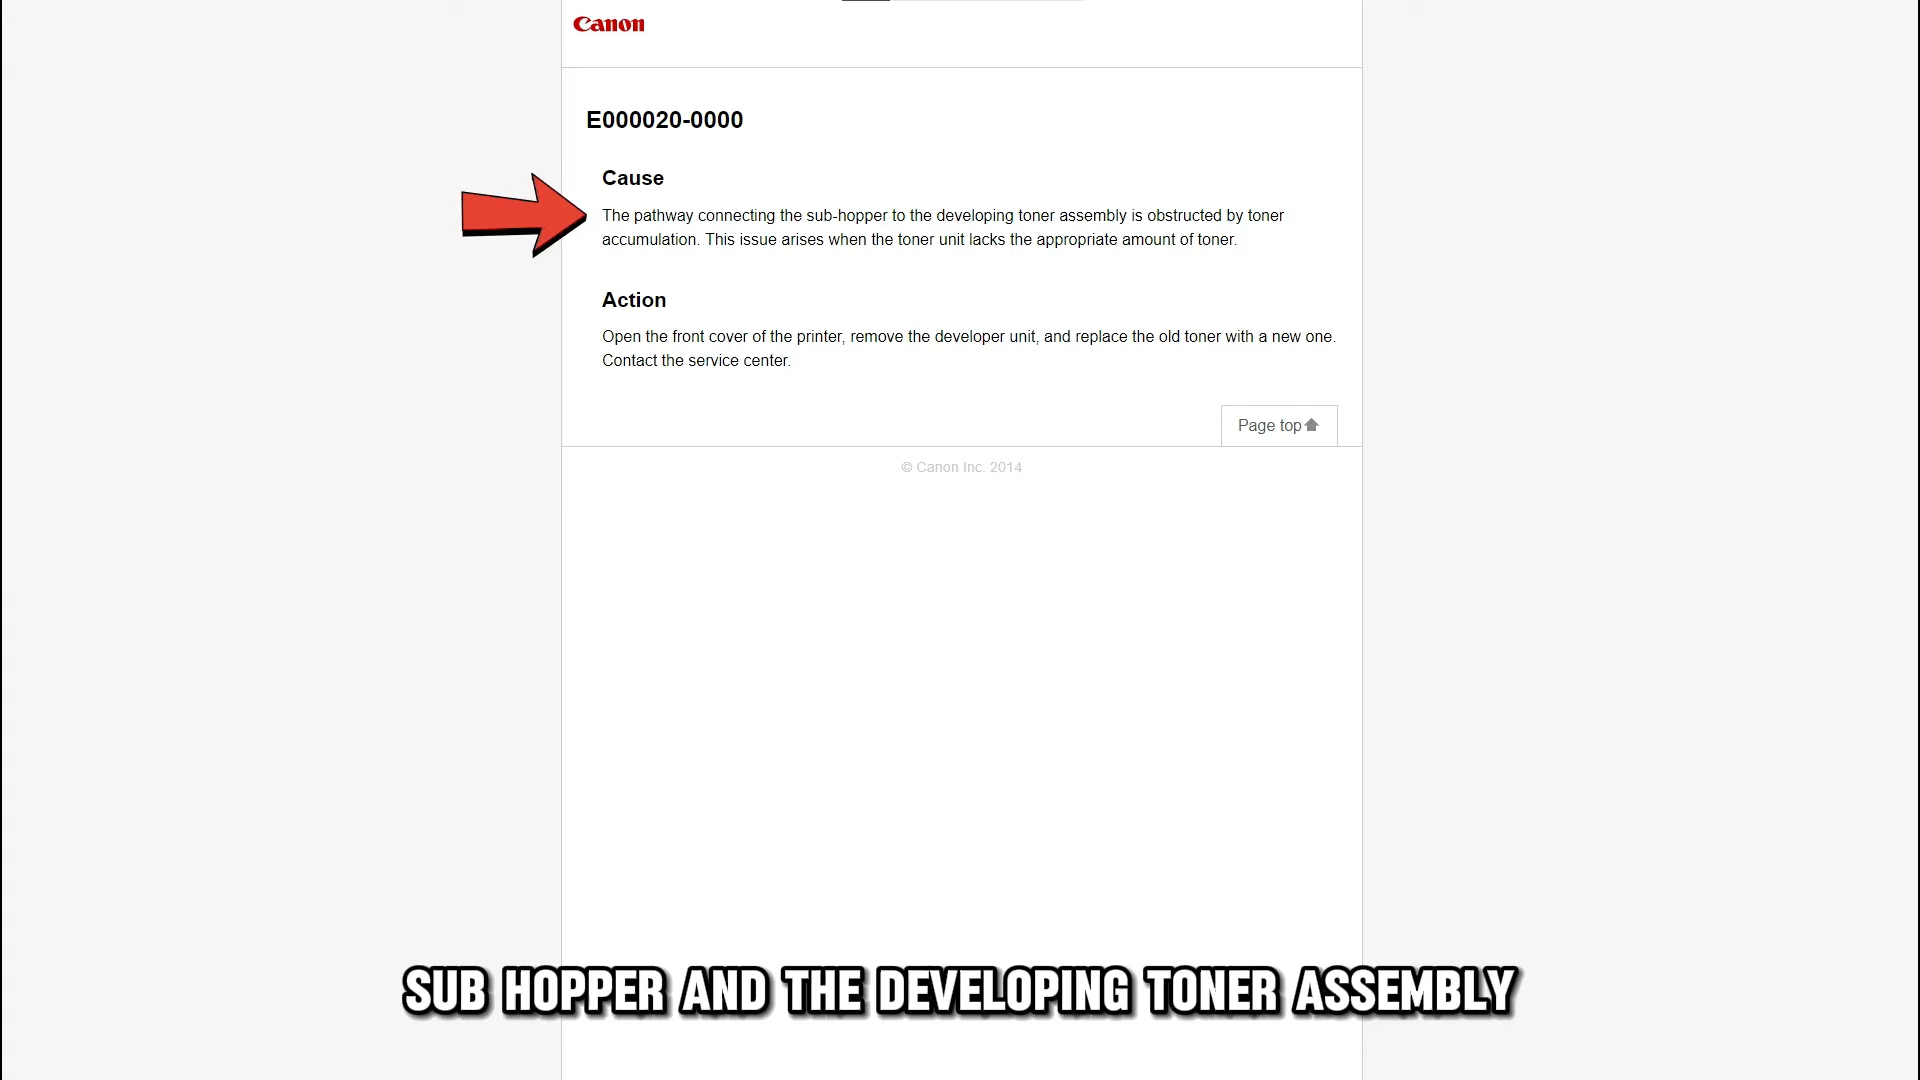 Canon
E000020-0000
Cause
The pathway connecting the sub-hopper to the developing toner assembly is obstructed by toner
accumulation. This issue arises when the toner unit lacks the appropriate amount of toner.
Action
Open the front cover of the printer, remove the developer unit, and replace the old toner with a new one.
Contact the service center.
Page top
© Canon Inc. 2014
SUB HOPPER AND THE DEVELOPING TONER ASSEMBLY